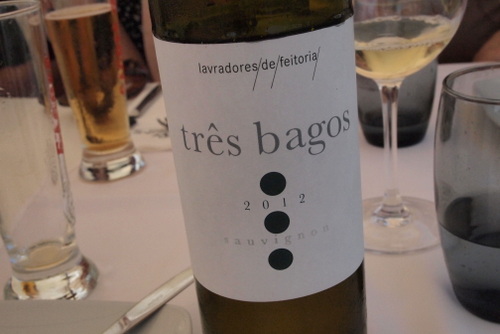 lavradores/de/feitoria/
três bagos
2012
sauvignon